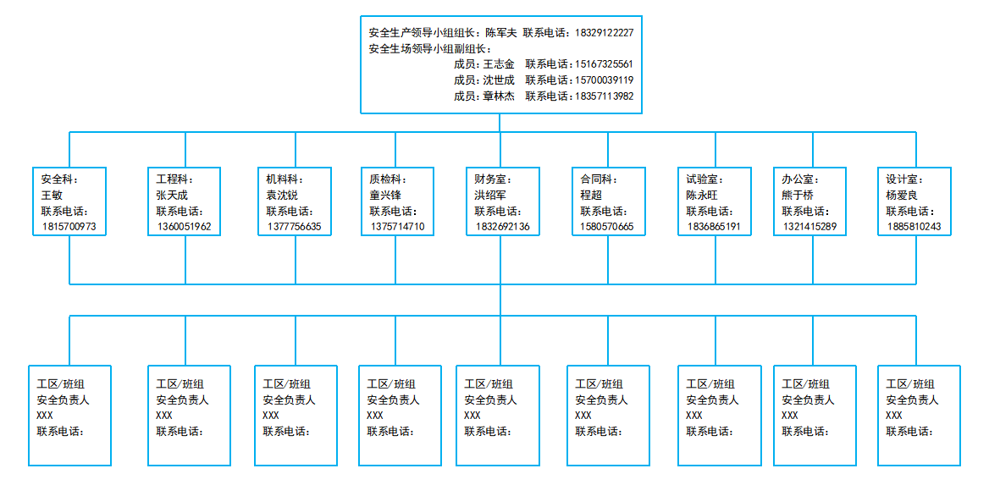 安全生产领导小组组长：陈军夫 联系电话：18329122227
安全生场领导小组副组长：
成员：王志金 联系电话：15167325561
成员：沈世成 联系电话：15700039119
成员：章林杰 联系电话：18357113982
安全科：
王敏
联系电话：
1815700973
工程科：
张天成
联系电话：
1360051962
机料科：
袁沈锐
联系电话：
1377756635
质检科：
童兴锋
联系电话：
1375714710
财务室：
洪绍军
联系电话：
1832692136
合同科：
程超
联系电话：
1580570665
试验室：
陈永旺
联系电话：
1836865191
办公室：
熊于桥
联系电话：
1321415289
设计室：
杨爱良
联系电话：
1885810243
工区/班组
安全负责人
XXX
联系电话：
工区/班组
安全负责人
XXX
联系电话：
工区/班组
安全负责人
XXX
联系电话：
工区/班组
安全负责人
XXX
联系电话：
工区/班组
安全负责人
XXX
联系电话：
工区/班组
安全负责人
XXX
联系电话：
工区/班组
安全负责人
XXX
联系电话：
工区/班组
安全负责人
XXX
联系电话：
工区/班组
安全负责人
XXX
联系电话：